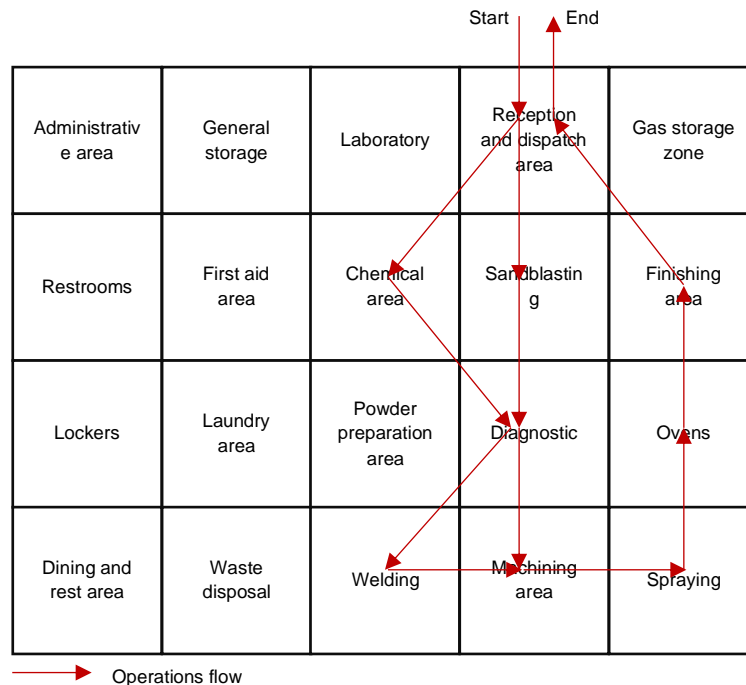 Start
End
Administrativ
e area
General
storage
Laboratory
Reception
and dispatch
area
Gas storage
zone
Restrooms
First aid
area
Chemical
area
Sandblastin
g
Finishing
area
Lockers
Laundry
area
Powder
preparation
area
Diagnostic
Ovens
Dining and
rest area
Waste
disposal
Welding
Machining
area
Spraying
Operations flow